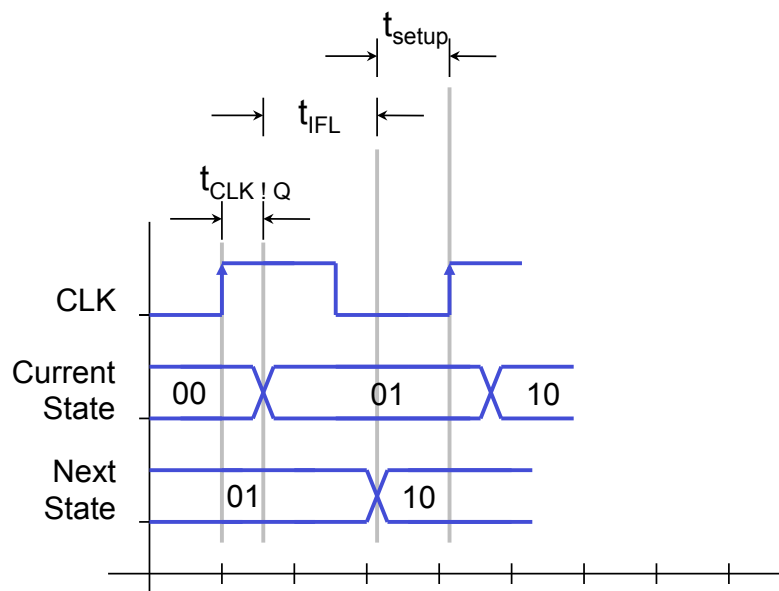 tsetup
tIFL
tCLK ! Q
CLK
Current
State
00
01
10
Next
State
01
10